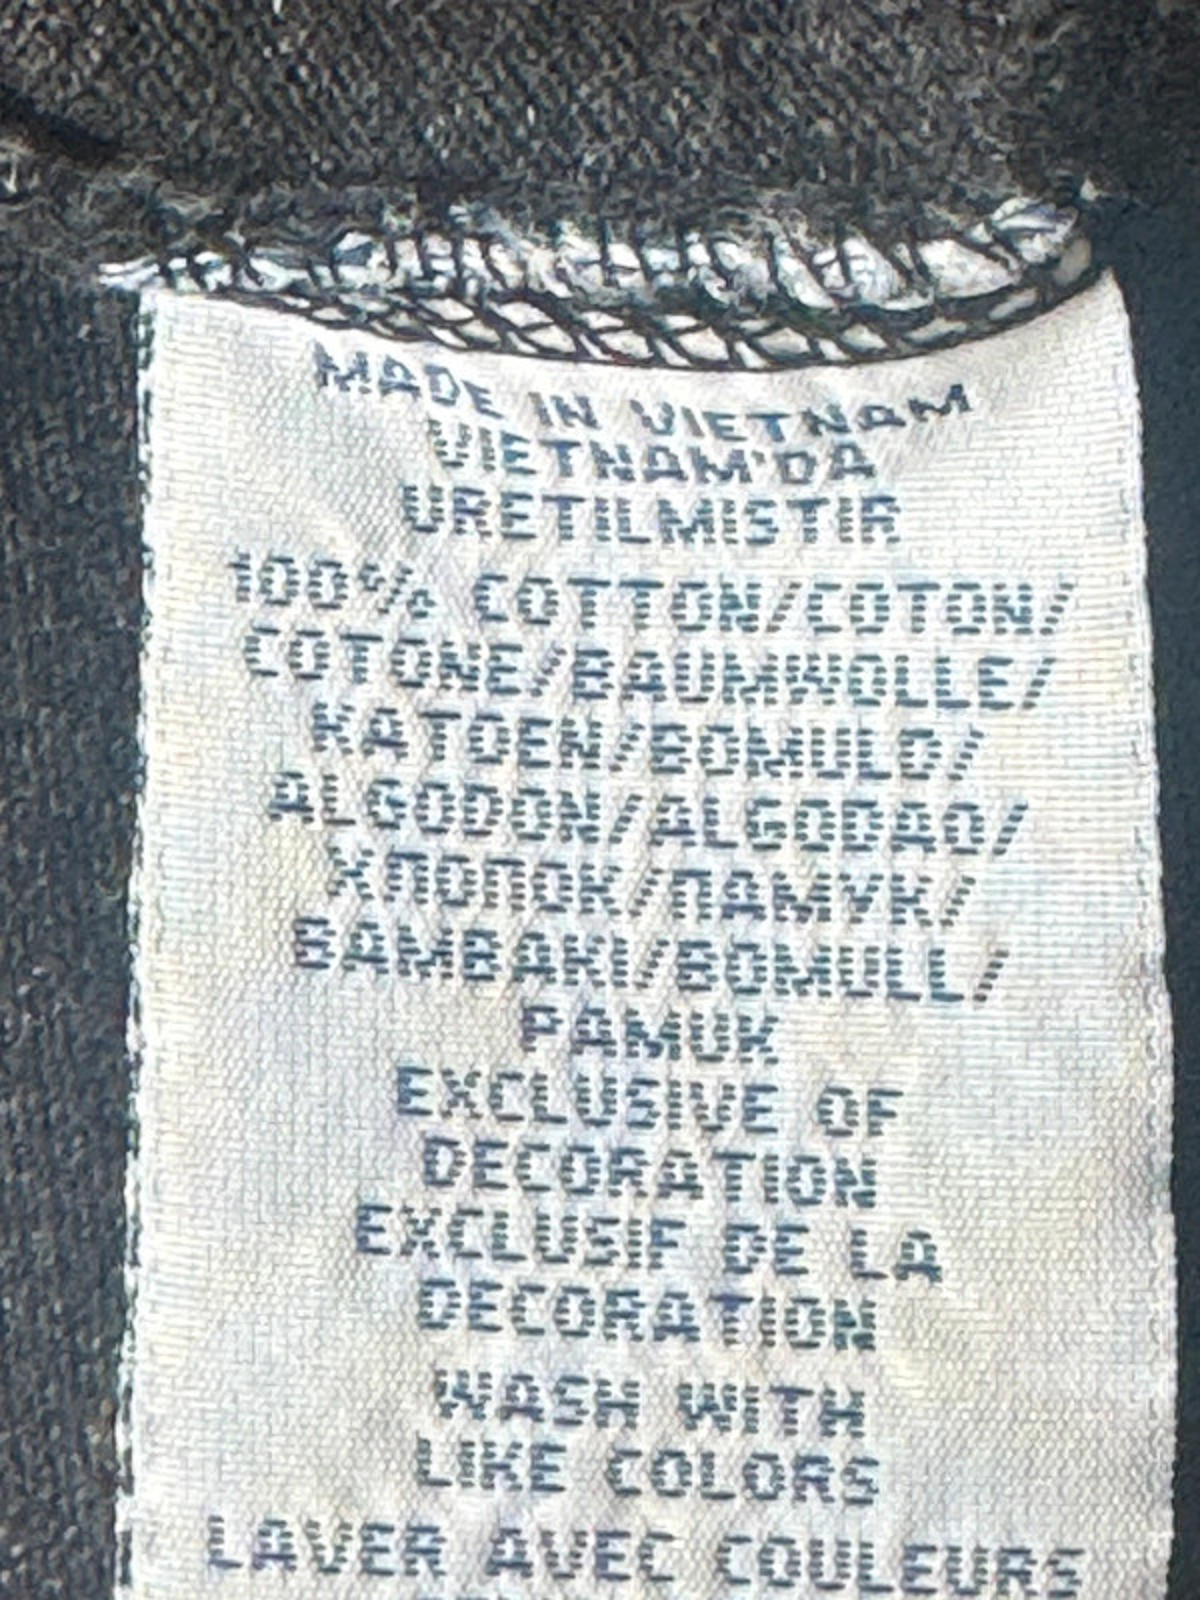 MADE IN VIETNAM
VIETNAM'DA
URETILMISTIR
100% COTTON/COTON/
COTONE/BAUMWOLLE/
KATOEN/BOMULD/
ALGODON/ALGODAO/
ХПОПОК/ПАМУК/
BAMBAKI/BOMULL/
PAMUK
EXCLUSIVE OF
DECORATION
EXCLUSIF DE LA
DECORATION
WASH WITH
LIKE COLORS
LAVER AVEC COULEURS